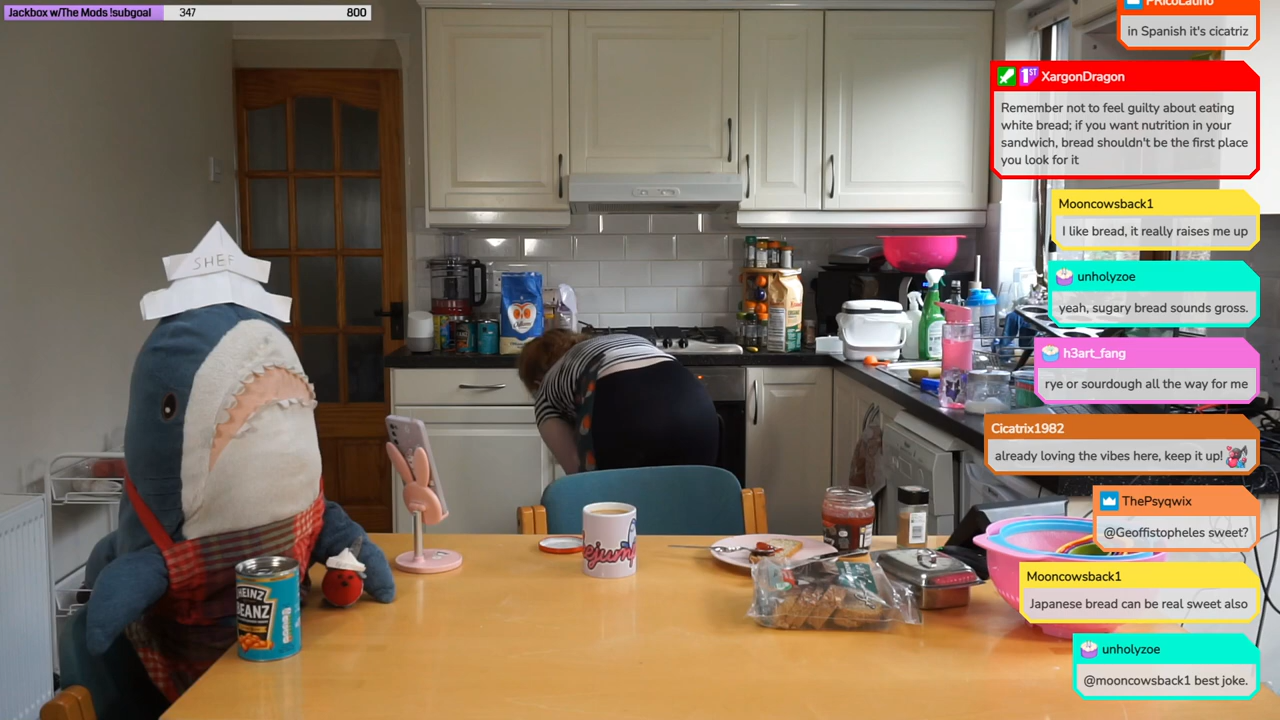 Jackbox w/The Mods !subgoal 347 800
in Spanish it's cicatriz
XargonDragon
Remember not to feel guilty about eating
white bread; if you want nutrition in your
sandwich, bread shouldn't be the first place
you look for it
Mooncowsback1
I like bread, it really raises me up
unholyzoe
yeah, sugary bread sounds gross.
h3art_fang
rye or sourdough all the way for me
Cicatrix1982
already loving the vibes here, keep it up!
ThePsyqwix
@Geoffistopheles sweet?
Mooncowsback1
Japanese bread can be real sweet also
unholyzoe
@mooncowsback1 best joke.
SHEF
HEINZ
BEANZ